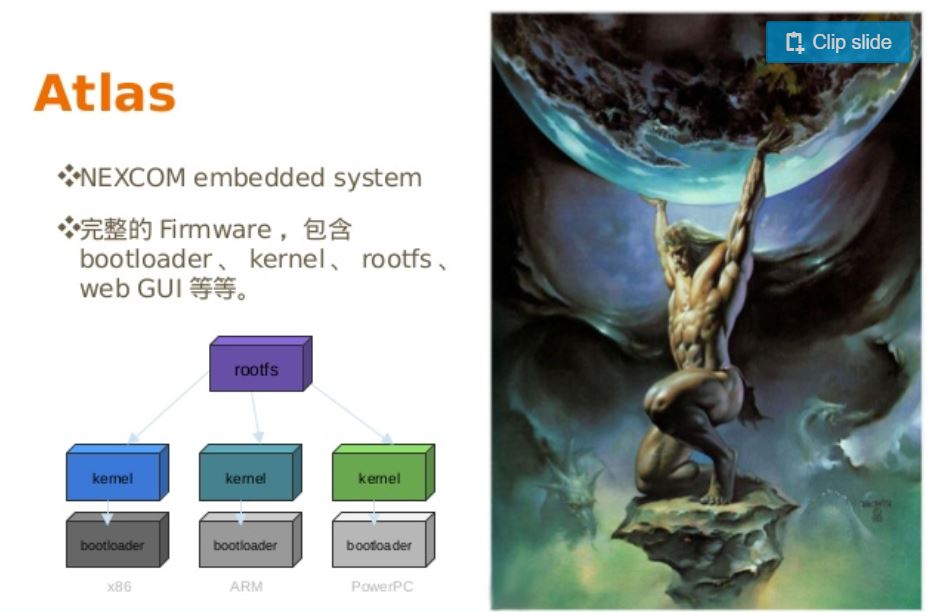 Clip slide
Atlas
❖NEXCOM embedded system
❖完整的 Firmware ，包含
bootloader 、 kernel 、 rootfs 、
web GUI 等等。
rootfs
kernel
kernel
kernel
bootloader
bootloader
bootloader
x86
ARM
PowerPC